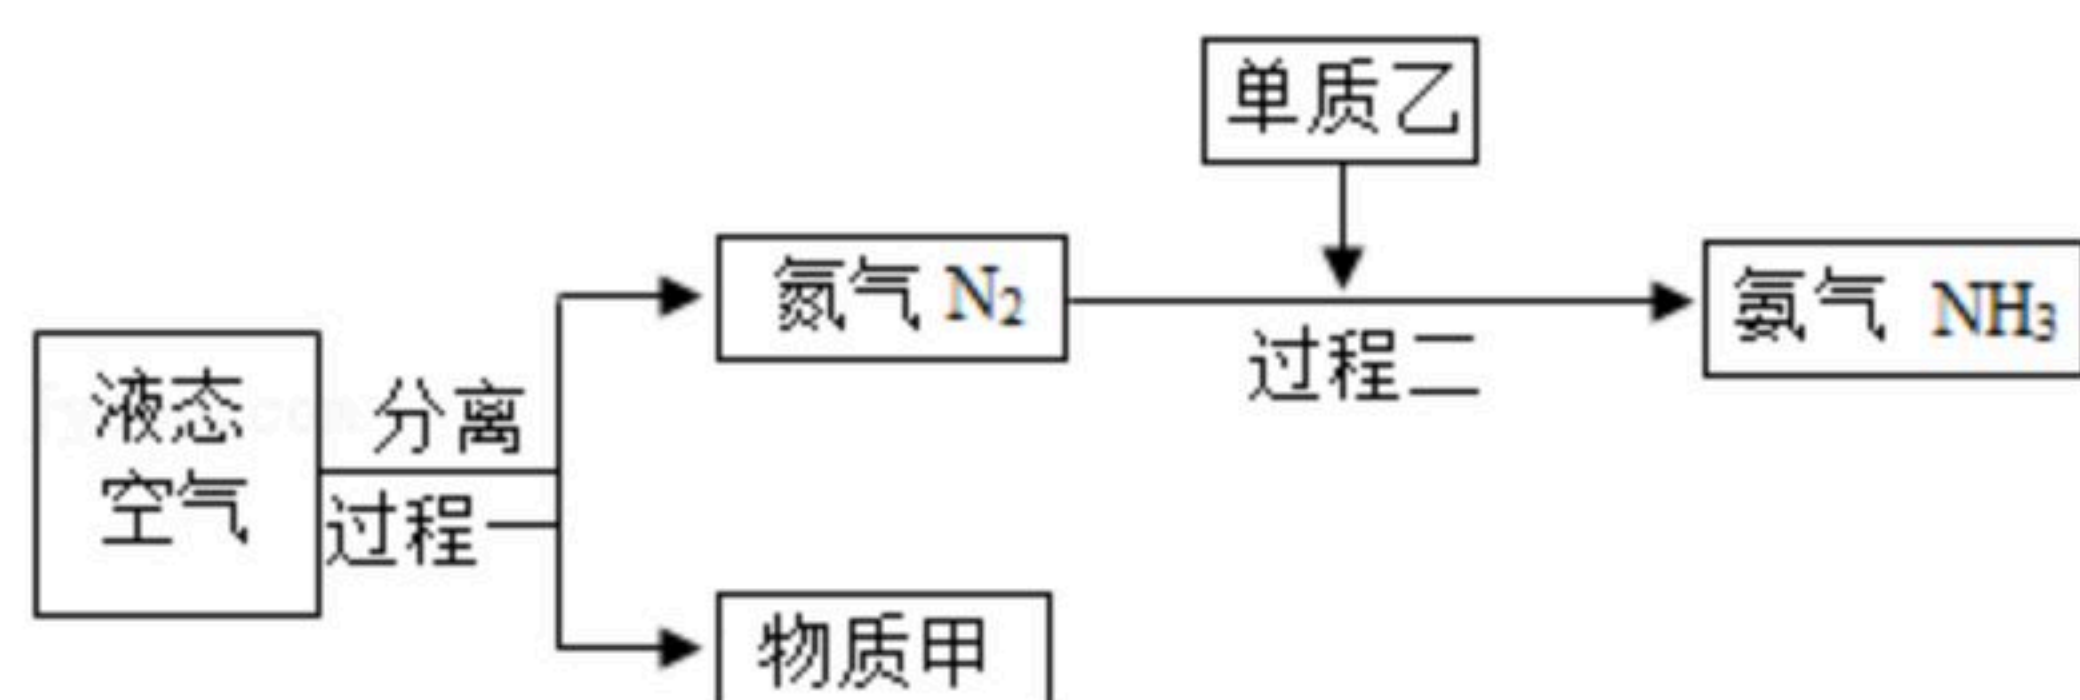 单质乙
氮气 N₂
氨气 NH₃
过程二
液态
空气
分离
过程一
物质甲